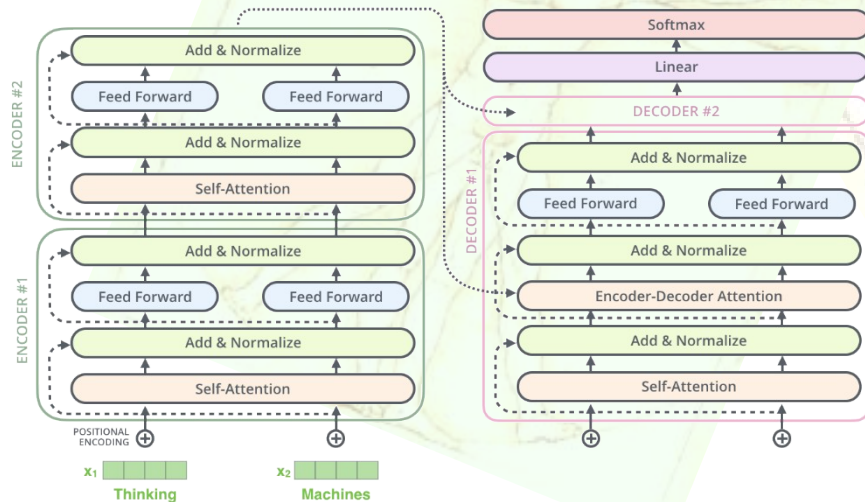 ENCODER #2
Add & Normalize
Feed Forward
Feed Forward
Add & Normalize
Self-Attention
ENCODER #1
Add & Normalize
Feed Forward
Feed Forward
Add & Normalize
Self-Attention
POSITIONAL
ENCODING
x1
x2
Thinking
Machines
Softmax
Linear
DECODER #2
DECODER #1
Add & Normalize
Feed Forward
Feed Forward
Add & Normalize
Encoder-Decoder Attention
Add & Normalize
Self-Attention